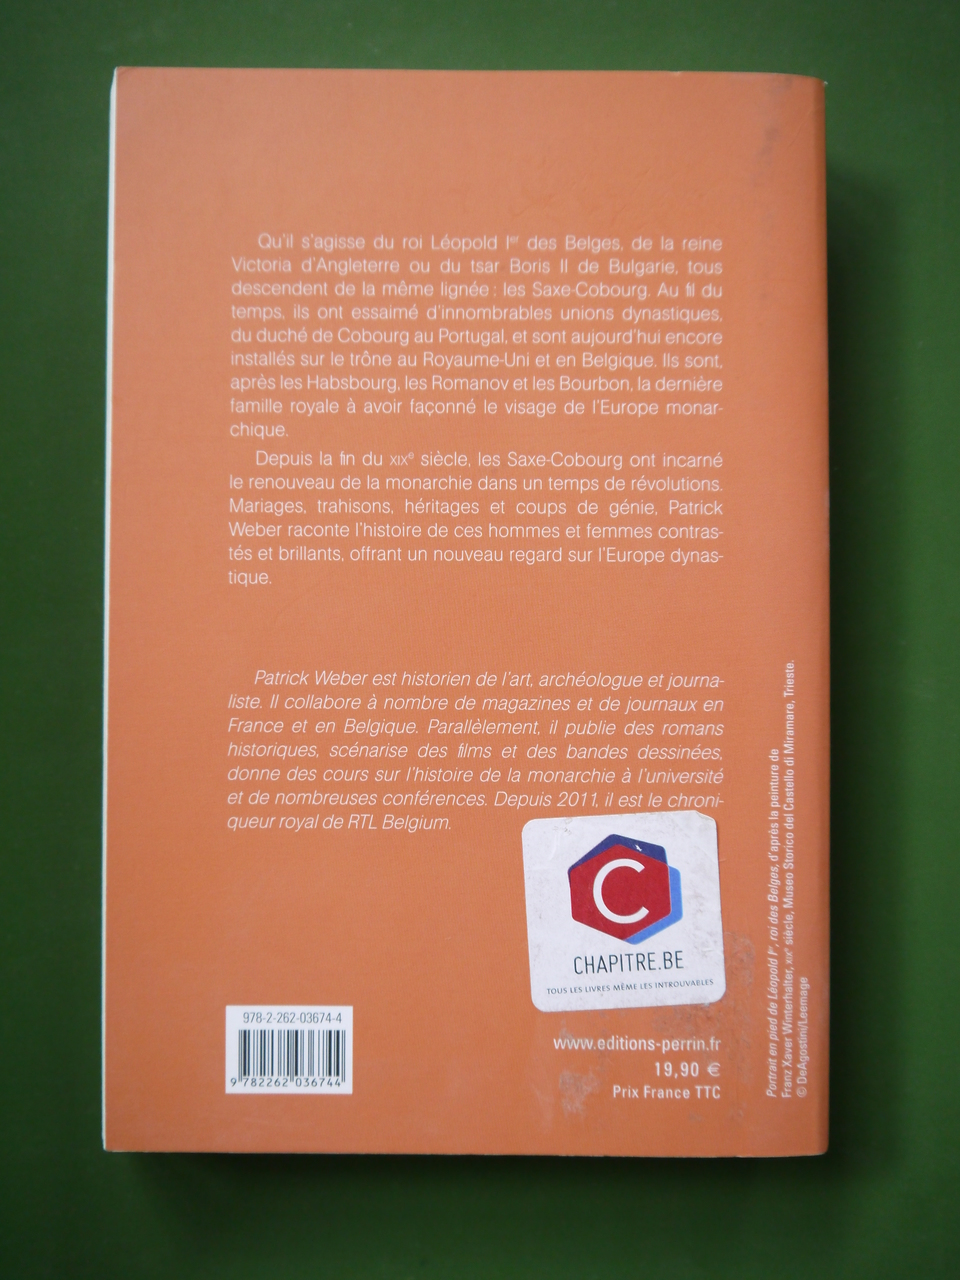 Qu'il s'agisse du roi Léopold Ier des Belges, de la reine
Victoria d'Angleterre ou du tsar Boris II de Bulgarie, tous
descendent de la même lignée : les Saxe-Cobourg. Au fil du
temps, ils ont essaimé d'innombrables unions dynastiques,
du duché de Cobourg au Portugal, et sont aujourd'hui encore
installés sur le trône au Royaume-Uni et en Belgique. Ils sont,
après les Habsbourg, les Romanov et les Bourbon, la dernière
famille royale à avoir façonné le visage de l'Europe monar-
chique.
Depuis la fin du XIXe siècle, les Saxe-Cobourg ont incarné
le renouveau de la monarchie dans un temps de révolutions.
Mariages, trahisons, héritages et coups de génie, Patrick
Weber raconte l'histoire de ces hommes et femmes contras-
tés et brillants, offrant un nouveau regard sur l'Europe dynas-
tique.
Patrick Weber est historien de l'art, archéologue et journa-
liste. Il collabore à nombre de magazines et de journaux en
France et en Belgique. Parallèlement, il publie des romans
historiques, scénarise des films et des bandes dessinées,
donne des cours sur l'histoire de la monarchie à l'université
et de nombreuses conférences. Depuis 2011, il est le chroni-
queur royal de RTL Belgium.
C
CHAPITRE.BE
TOUS LES LIVRES MÊME LES INTROUVABLES
978-2-262-03674-4
9 782262 036744
www.editions-perrin.fr
19,90 €
Prix France TTC
Portrait en pied de Léopold Ier, roi des Belges, d'après la peinture de
Franz Xaver Winterhalter, XIXe siècle, Museo Storico del Castello di Miramare, Trieste.
© DeAgostini/Leemage